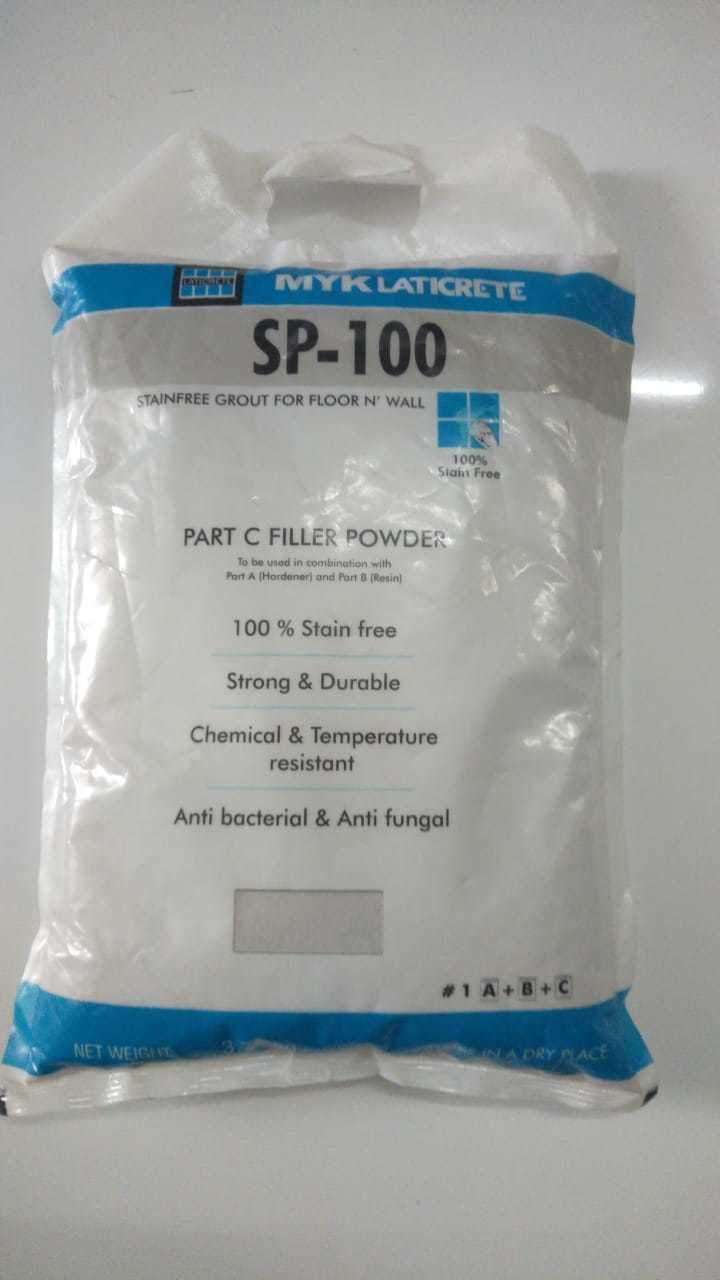 LATICRETE
MYK LATICRETE
SP-100
STAINFREE GROUT FOR FLOOR N' WALL
100%
Stain Free
PART C FILLER POWDER
To be used in combination with
Part A (Hardener) and Part B (Resin)
100 % Stain free
Strong & Durable
Chemical & Temperature
resistant
Anti bacterial & Anti fungal
# 1 A + B + C
NET WEIGHT
IN A DRY PLACE